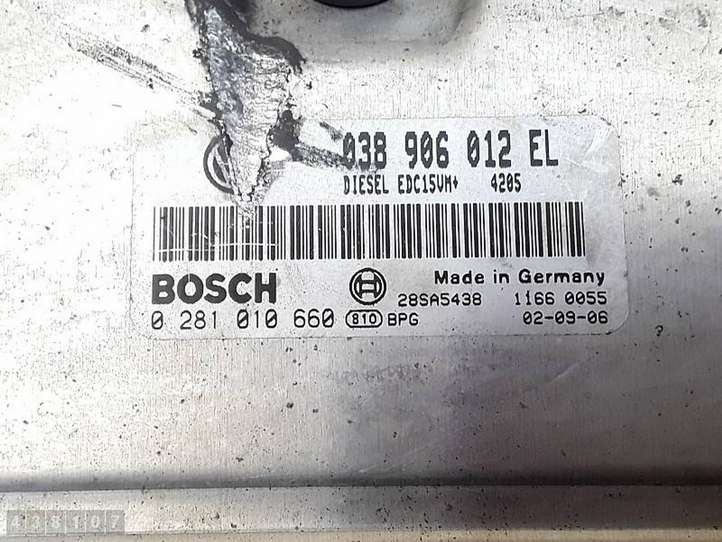 038 906 012 EL
DIESEL EDC15VM+ 4205
BOSCH
Made in Germany
28SA5438 1166 0055
0 281 010 660 810 BPG 02-09-06
438107